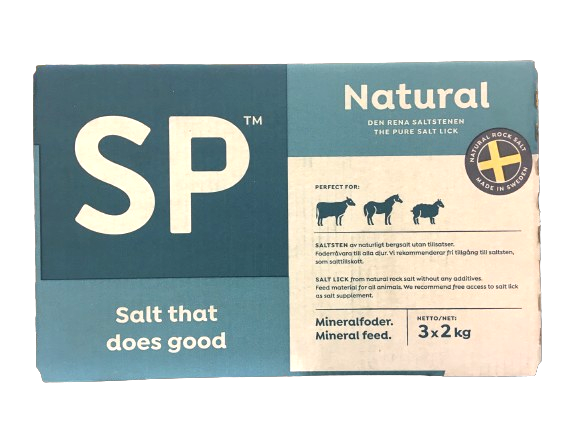 SP™
Salt that
does good
Natural
DEN RENA SALTSTENEN
THE PURE SALT LICK
NATURAL ROCK SALT
MADE IN SWEDEN
PERFECT FOR:
SALTSTEN av naturligt bergsalt utan tillsatser.
Foderråvara till alla djur. Vi rekommenderar fri tillgång till saltsten,
som salttillskott.
SALT LICK from natural rock salt without any additives.
Feed material for all animals. We recommend free access to salt lick
as salt supplement.
Mineralfoder.
Mineral feed.
NETTO/NET:
3x2 kg